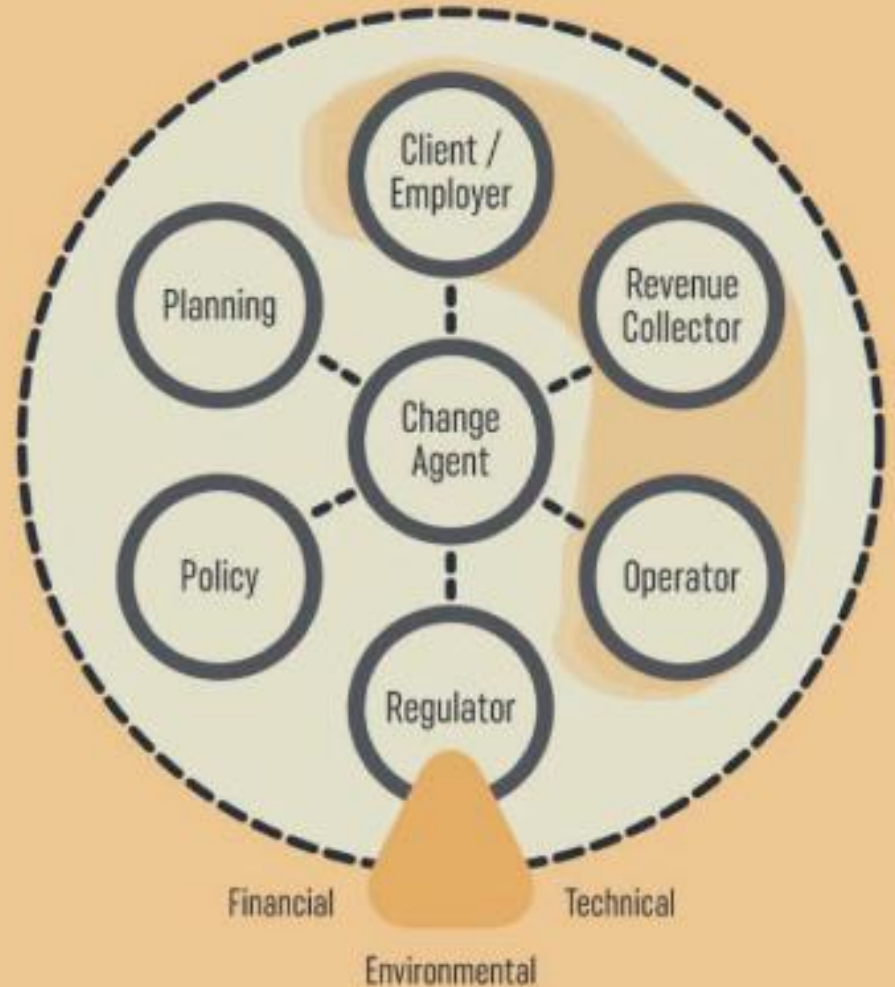 Client /
Employer
Planning
Revenue
Collector
Change
Agent
Policy
Operator
Regulator
Financial
Technical
Environmental